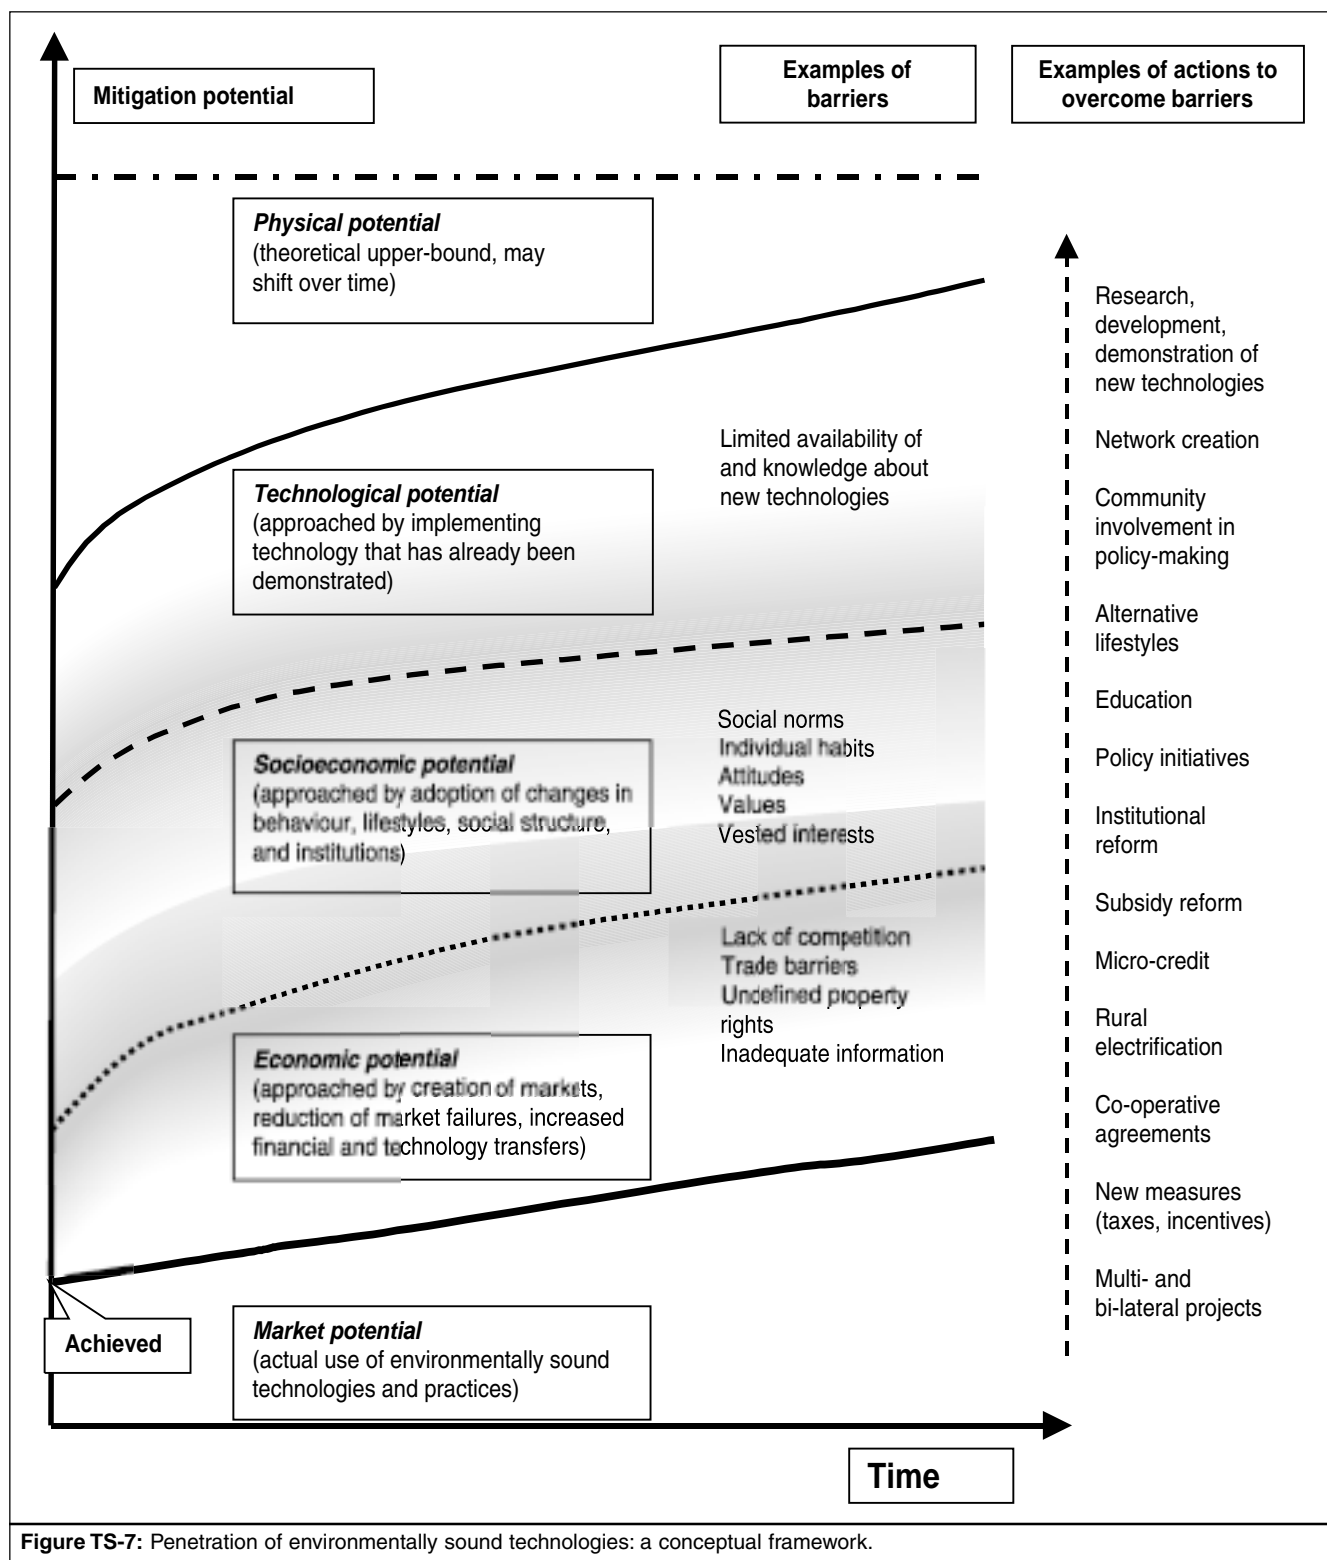 Mitigation potential
Examples of
barriers
Examples of actions to
overcome barriers
Physical potential
(theoretical upper-bound, may
shift over time)
Technological potential
(approached by implementing
technology that has already been
demonstrated)
Socioeconomic potential
(approached by adoption of changes in
behaviour, lifestyles, social structure,
and institutions)
Economic potential
(approached by creation of markets,
reduction of market failures, increased
financial and technology transfers)
Achieved
Market potential
(actual use of environmentally sound
technologies and practices)
Limited availability of
and knowledge about
new technologies
Social norms
Individual habits
Attitudes
Values
Vested interests
Lack of competition
Trade barriers
Undefined property
rights
Inadequate information
Research,
development,
demonstration of
new technologies
Network creation
Community
involvement in
policy-making
Alternative
lifestyles
Education
Policy initiatives
Institutional
reform
Subsidy reform
Micro-credit
Rural
electrification
Co-operative
agreements
New measures
(taxes, incentives)
Multi- and
bi-lateral projects
Time
Figure TS-7: Penetration of environmentally sound technologies: a conceptual framework.